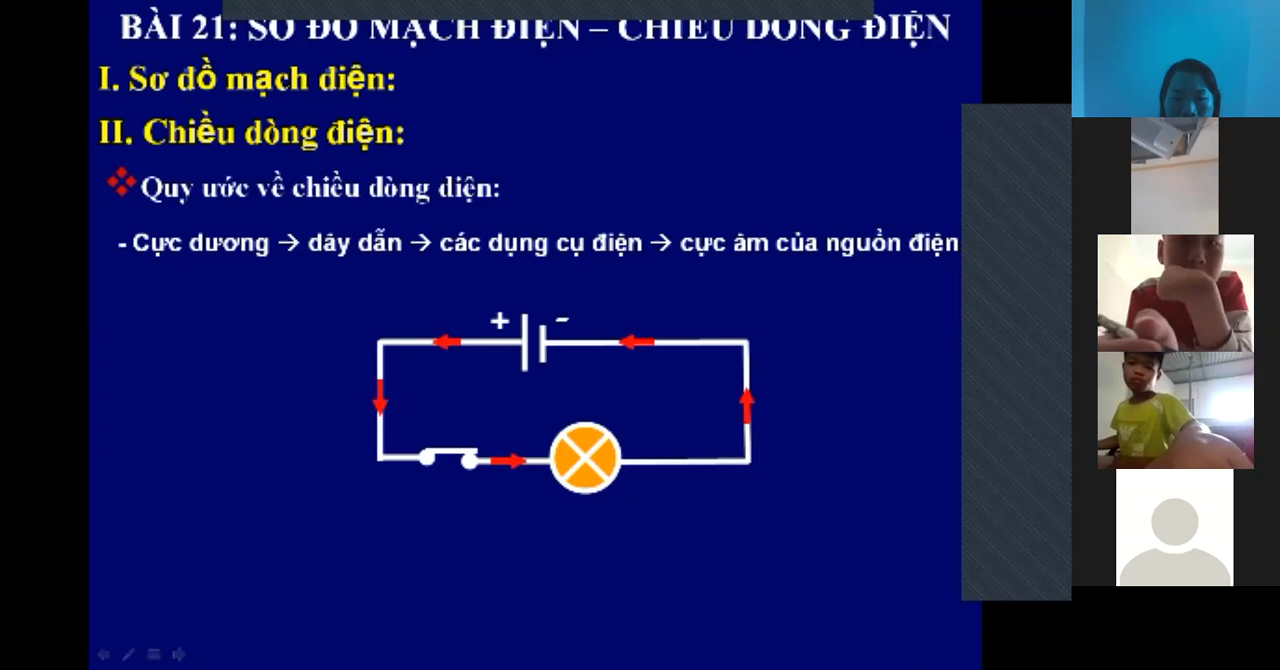 BÀI 21: SƠ ĐỒ MẠCH ĐIỆN – CHIỀU DÒNG ĐIỆN
I. Sơ đồ mạch điện:
II. Chiều dòng điện:
Quy ước về chiều dòng điện:
- Cực dương → dây dẫn → các dụng cụ điện → cực âm của nguồn điện
+ -